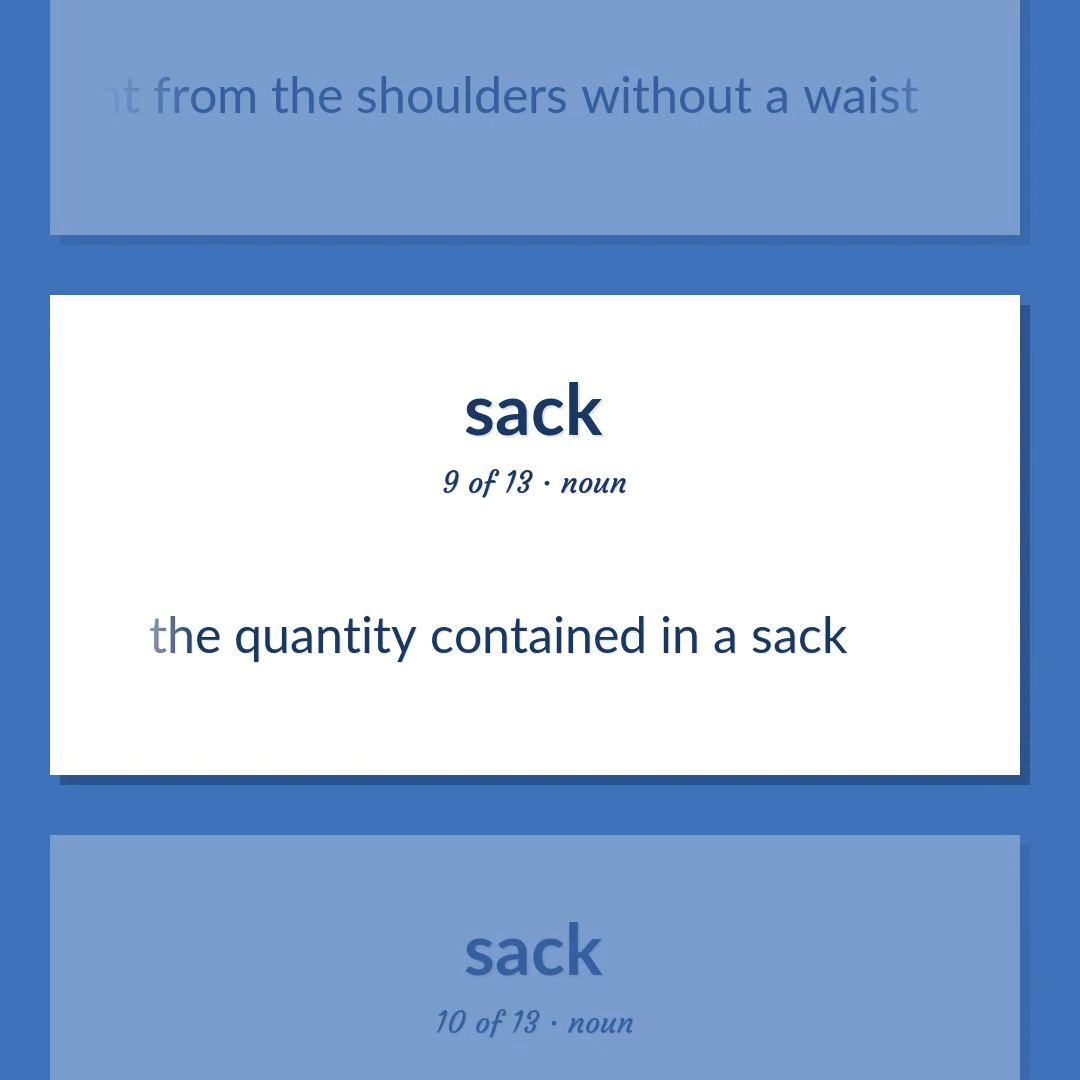 from the shoulders without a waist
sack
9 of 13 · noun
the quantity contained in a sack
sack
10 of 13 · noun